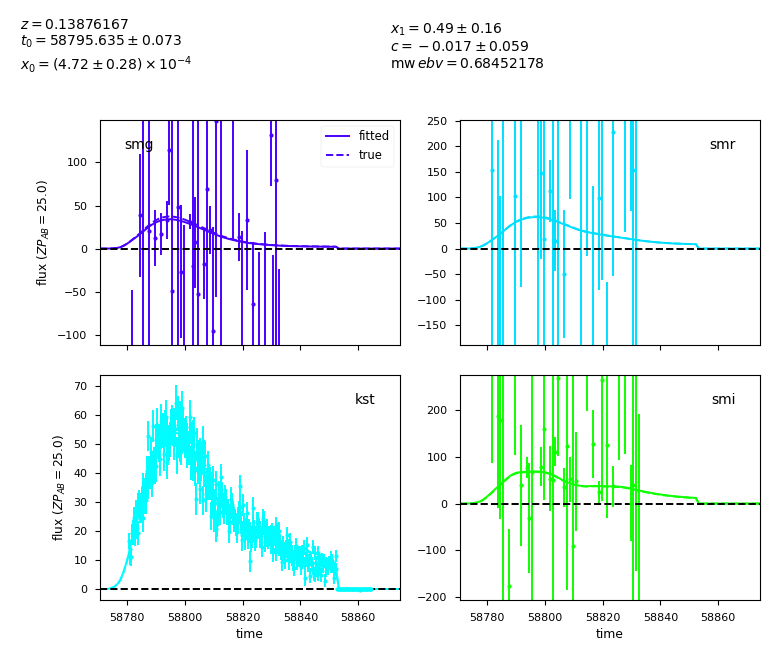 z = 0.13876167
t0 = 58795.635 ± 0.073
x0 = (4.72 ± 0.28) × 10^−4
x1 = 0.49 ± 0.16
c = −0.017 ± 0.059
mwebv = 0.68452178
smg
fitted
true
100
50
0
−50
−100
flux (ZP_AB = 25.0)
smr
250
200
150
100
50
0
−50
−100
−150
kst
70
60
50
40
30
20
10
0
flux (ZP_AB = 25.0)
58780 58800 58820 58840 58860
time
smi
200
100
0
−100
−200
58780 58800 58820 58840 58860
time